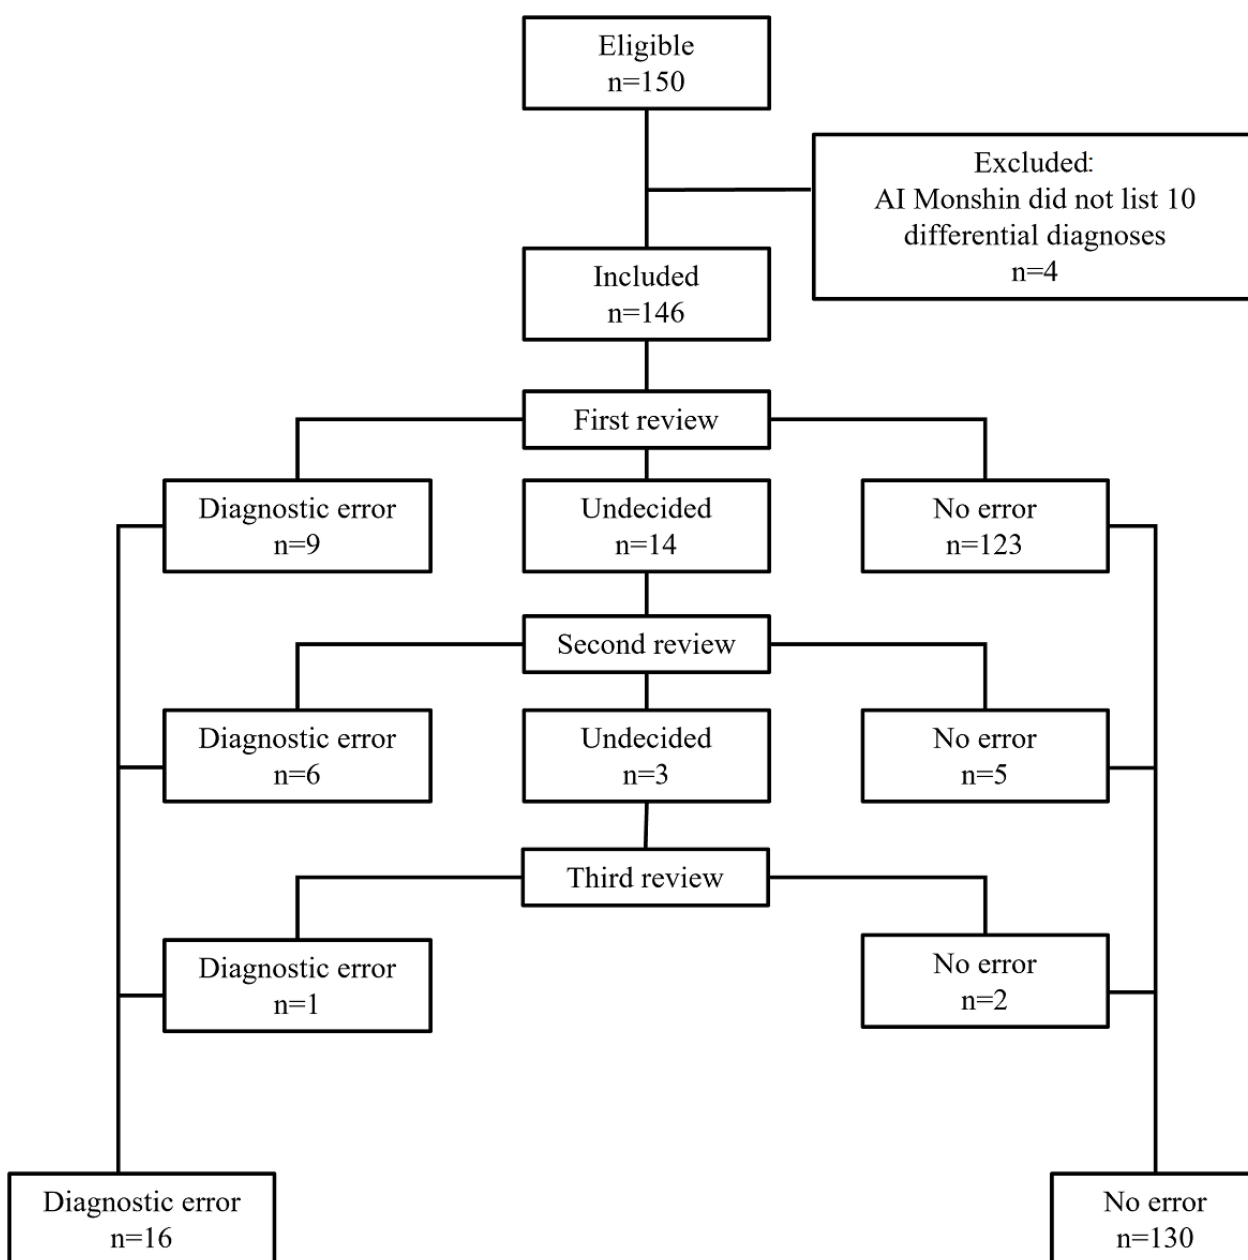 Eligible
n=150
Excluded:
AI Monshin did not list 10
differential diagnoses
n=4
Included
n=146
First review
Diagnostic error
n=9
Undecided
n=14
No error
n=123
Second review
Diagnostic error
n=6
Undecided
n=3
No error
n=5
Third review
Diagnostic error
n=1
No error
n=2
Diagnostic error
n=16
No error
n=130